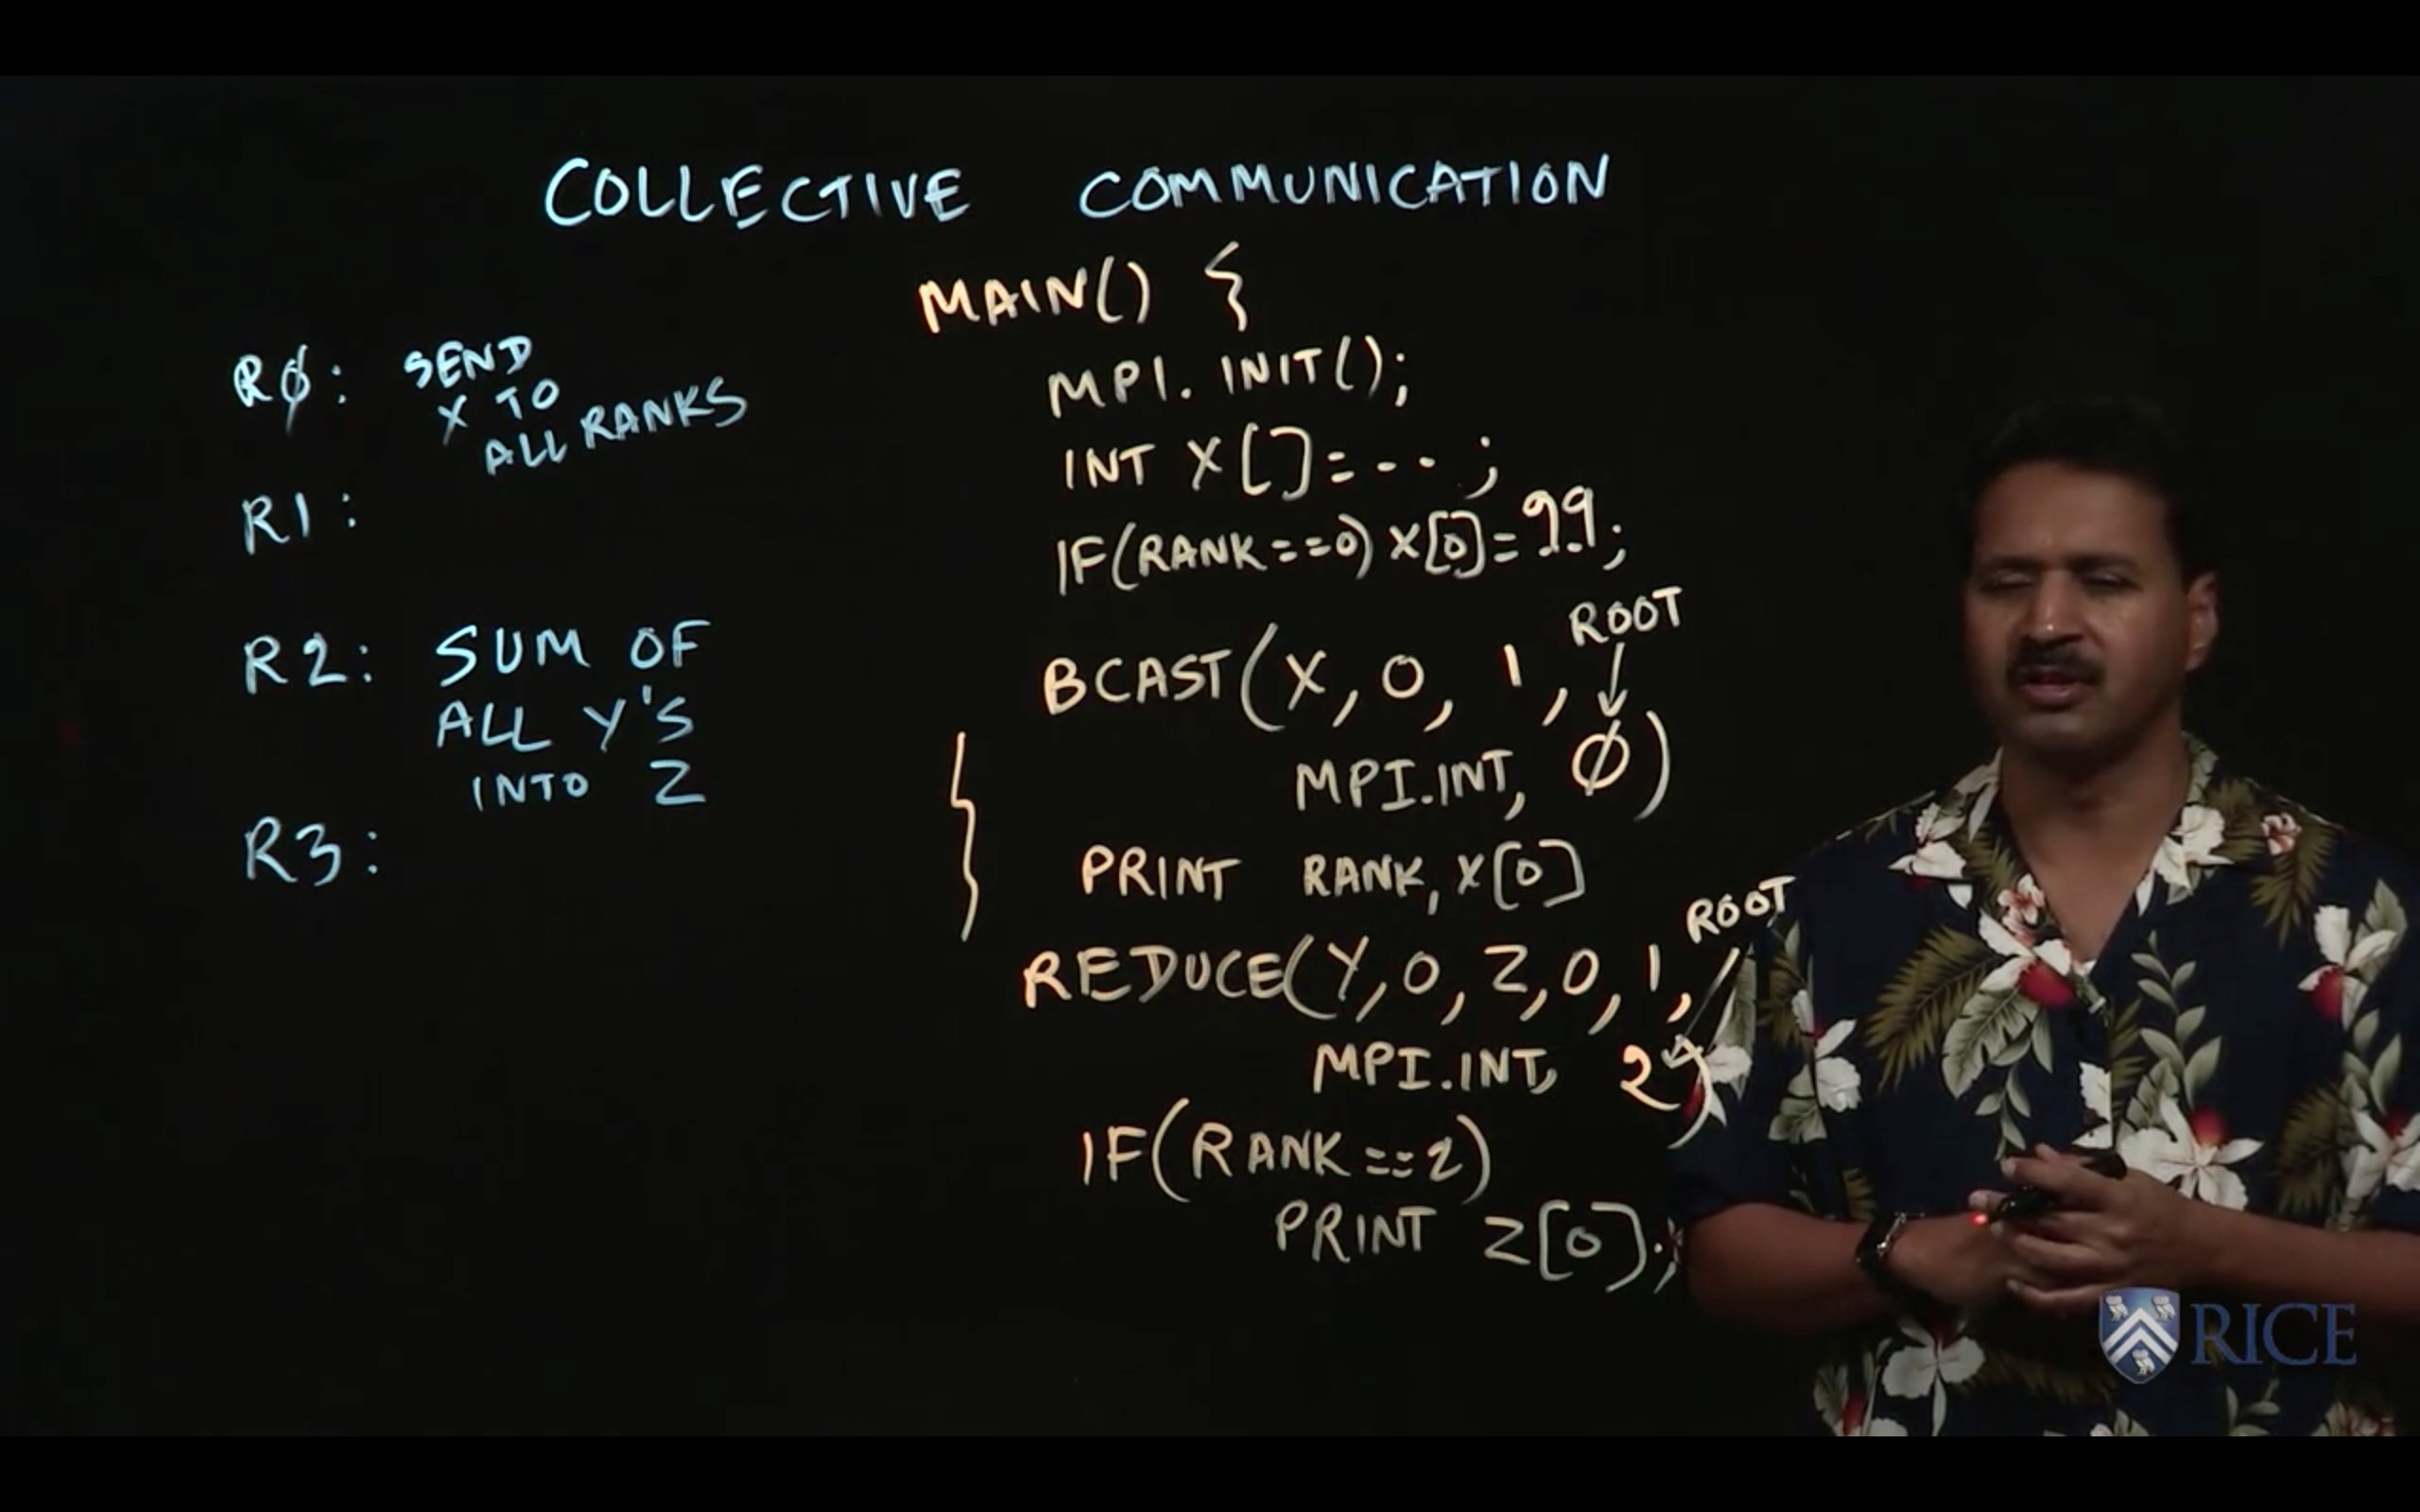 COLLECTIVE COMMUNICATION
RØ: SEND
X TO
ALL RANKS
R1:
R2: SUM OF
ALL Y'S
INTO Z
R3:
MAIN() {
MPI. INIT();
INT X[]=--;
IF(RANK==0) X[0]=99;
ROOT
BCAST(X, 0, 1,
MPI.INT, Ø)
PRINT RANK, X[0]
ROOT
REDUCE(Y, 0, Z, 0, 1,
MPI.INT, 2)
IF(RANK==2)
PRINT Z[0];
RICE